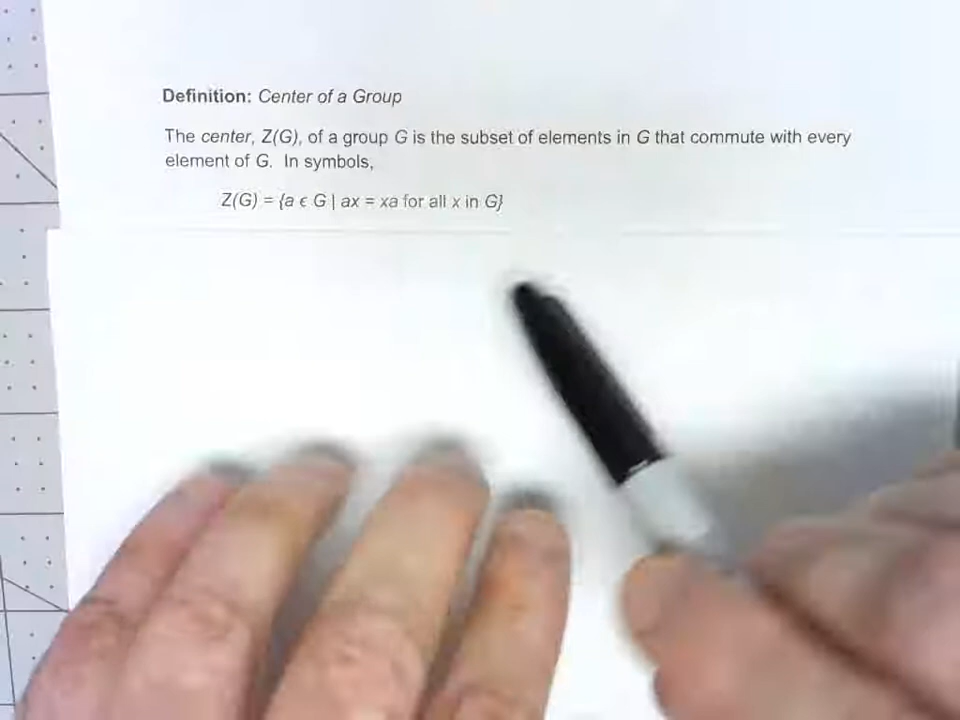 Definition: Center of a Group
The center, Z(G), of a group G is the subset of elements in G that commute with every
element of G. In symbols,
Z(G) = {a ϵ G | ax = xa for all x in G}